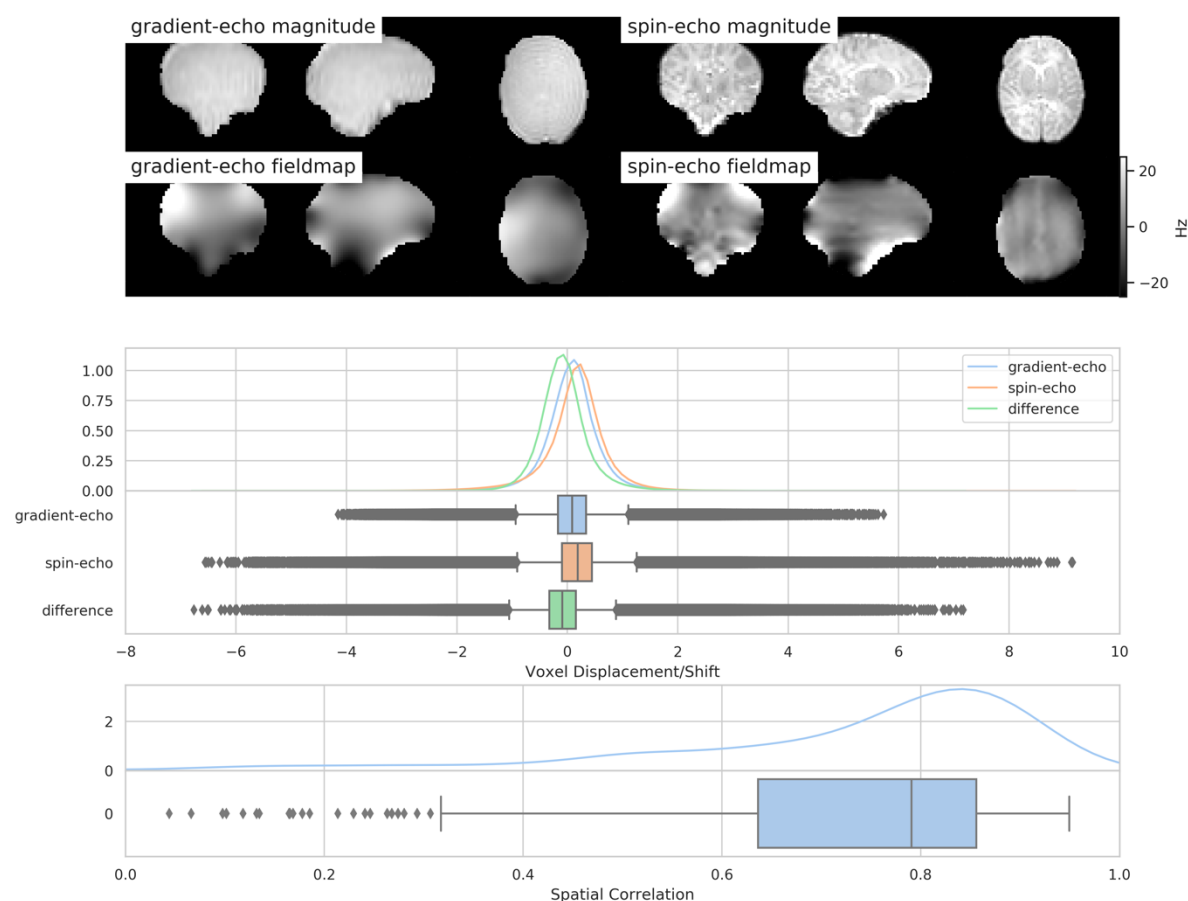 gradient-echo magnitude
spin-echo magnitude
gradient-echo fieldmap
spin-echo fieldmap
20
0
−20
Hz
1.00
0.75
0.50
0.25
0.00
gradient-echo
spin-echo
difference
gradient-echo
spin-echo
difference
−8 −6 −4 −2 0 2 4 6 8 10
Voxel Displacement/Shift
2
0
0
0.0 0.2 0.4 0.6 0.8 1.0
Spatial Correlation